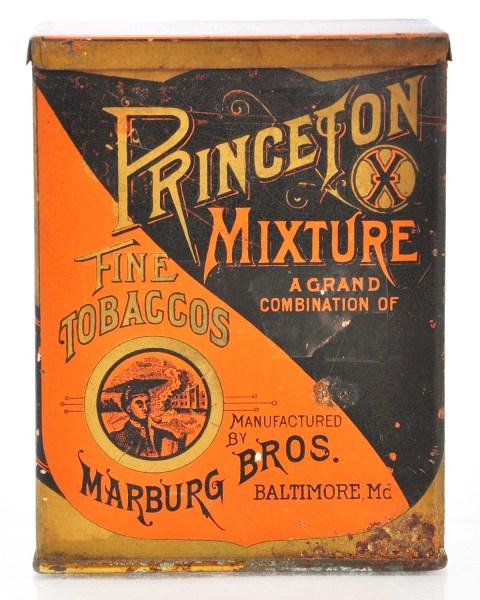 PRINCETON
X
MIXTURE
A GRAND
COMBINATION OF
FINE
TOBACCOS
MANUFACTURED
BY
MARBURG BROS.
BALTIMORE, Md